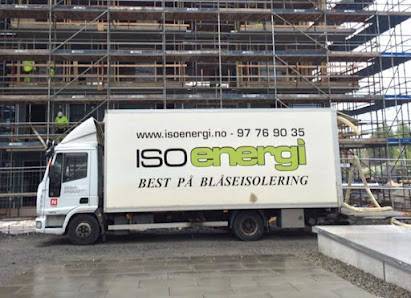 www.isoenergi.no - 97 76 90 35
ISOenergi
BEST PÅ BLÅSEISOLERING